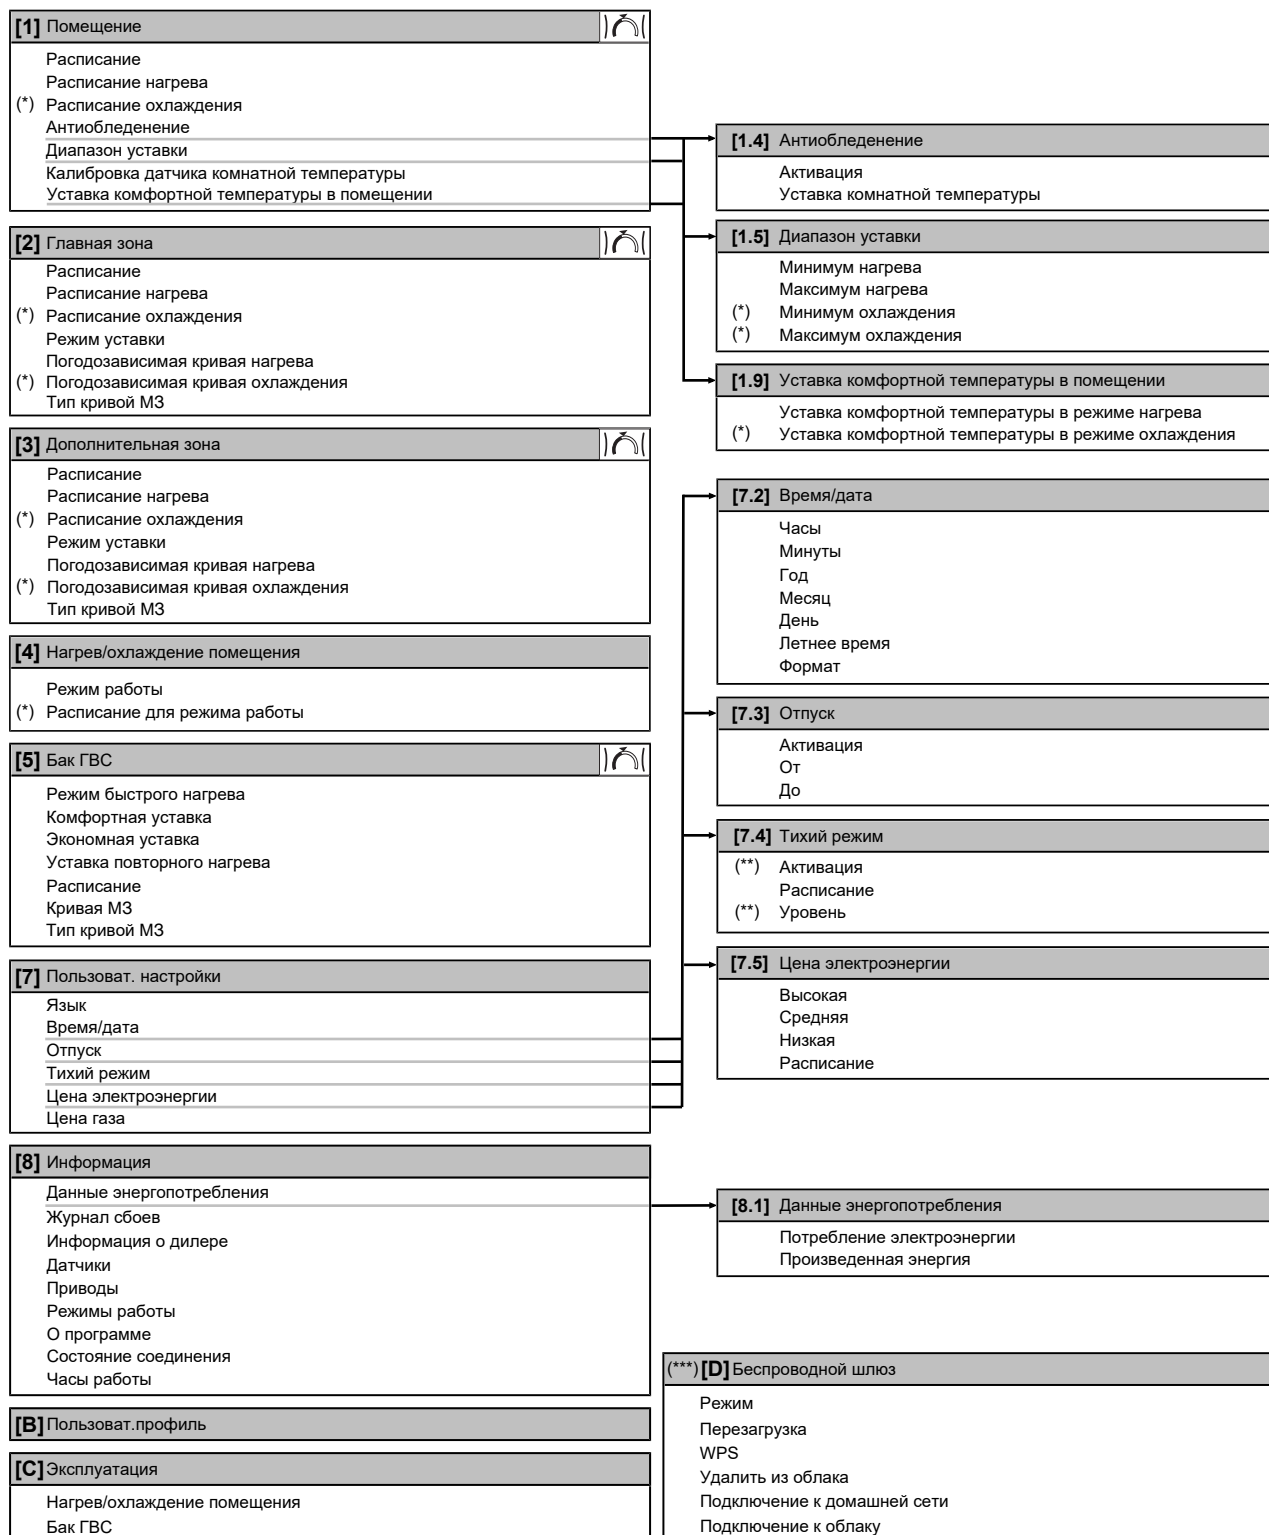 [1] Помещение
Расписание
Расписание нагрева
(*) Расписание охлаждения
Антиобледенение
Диапазон уставки
Калибровка датчика комнатной температуры
Уставка комфортной температуры в помещении
[2] Главная зона
Расписание
Расписание нагрева
(*) Расписание охлаждения
Режим уставки
Погодозависимая кривая нагрева
(*) Погодозависимая кривая охлаждения
Тип кривой МЗ
[3] Дополнительная зона
Расписание
Расписание нагрева
(*) Расписание охлаждения
Режим уставки
Погодозависимая кривая нагрева
(*) Погодозависимая кривая охлаждения
Тип кривой МЗ
[4] Нагрев/охлаждение помещения
Режим работы
(*) Расписание для режима работы
[5] Бак ГВС
Режим быстрого нагрева
Комфортная уставка
Экономная уставка
Уставка повторного нагрева
Расписание
Кривая МЗ
Тип кривой МЗ
[7] Пользоват. настройки
Язык
Время/дата
Отпуск
Тихий режим
Цена электроэнергии
Цена газа
[8] Информация
Данные энергопотребления
Журнал сбоев
Информация о дилере
Датчики
Приводы
Режимы работы
О программе
Состояние соединения
Часы работы
[B] Пользоват.профиль
[C] Эксплуатация
Нагрев/охлаждение помещения
Бак ГВС
[1.4] Антиобледенение
Активация
Уставка комнатной температуры
[1.5] Диапазон уставки
Минимум нагрева
Максимум нагрева
(*) Минимум охлаждения
(*) Максимум охлаждения
[1.9] Уставка комфортной температуры в помещении
Уставка комфортной температуры в режиме нагрева
(*) Уставка комфортной температуры в режиме охлаждения
[7.2] Время/дата
Часы
Минуты
Год
Месяц
День
Летнее время
Формат
[7.3] Отпуск
Активация
От
До
[7.4] Тихий режим
(**) Активация
Расписание
(**) Уровень
[7.5] Цена электроэнергии
Высокая
Средняя
Низкая
Расписание
[8.1] Данные энергопотребления
Потребление электроэнергии
Произведенная энергия
(***) [D] Беспроводной шлюз
Режим
Перезагрузка
WPS
Удалить из облака
Подключение к домашней сети
Подключение к облаку